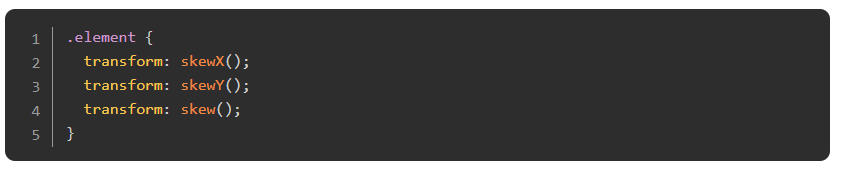 1 .element {
2   transform: skewX();
3   transform: skewY();
4   transform: skew();
5 }